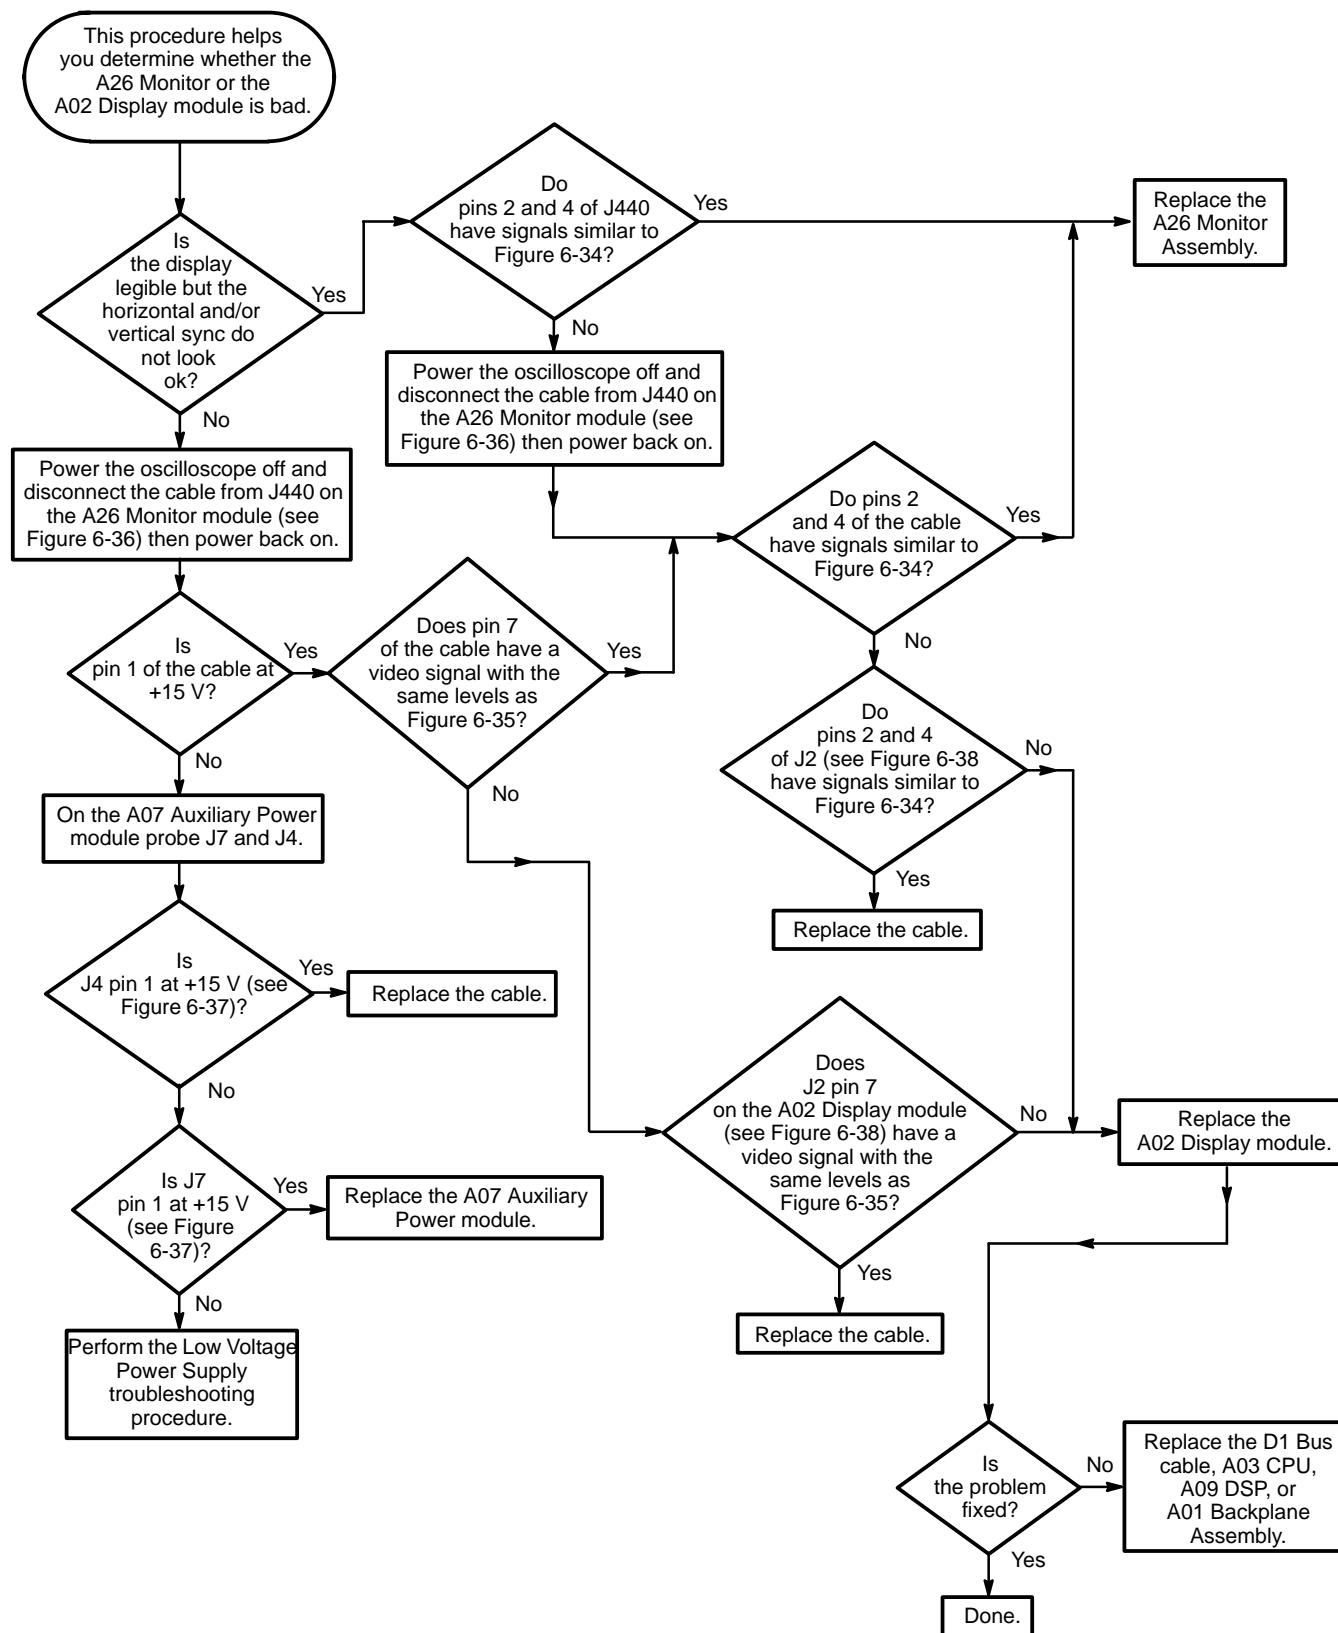 This procedure helps
you determine whether the
A26 Monitor or the
A02 Display module is bad.
Is
the display
legible but the
horizontal and/or
vertical sync do
not look
ok?
Yes
No
Do
pins 2 and 4 of J440
have signals similar to
Figure 6-34?
Yes
No
Replace the
A26 Monitor
Assembly.
Power the oscilloscope off and
disconnect the cable from J440 on
the A26 Monitor module (see
Figure 6-36) then power back on.
Power the oscilloscope off and
disconnect the cable from J440 on
the A26 Monitor module (see
Figure 6-36) then power back on.
Do pins 2
and 4 of the cable
have signals similar to
Figure 6-34?
Yes
No
Is
pin 1 of the cable at
+15 V?
Yes
No
Does pin 7
of the cable have a
video signal with the
same levels as
Figure 6-35?
Yes
No
Do
pins 2 and 4
of J2 (see Figure 6-38
have signals similar to
Figure 6-34?
No
Yes
Replace the cable.
On the A07 Auxiliary Power
module probe J7 and J4.
Is
J4 pin 1 at +15 V (see
Figure 6-37)?
Yes
No
Replace the cable.
Does
J2 pin 7
on the A02 Display module
(see Figure 6-38) have a
video signal with the
same levels as
Figure 6-35?
No
Yes
Replace the
A02 Display module.
Replace the cable.
Is J7
pin 1 at +15 V
(see Figure
6-37)?
Yes
No
Replace the A07 Auxiliary
Power module.
Perform the Low Voltage
Power Supply
troubleshooting
procedure.
Is
the problem
fixed?
No
Yes
Replace the D1 Bus
cable, A03 CPU,
A09 DSP, or
A01 Backplane
Assembly.
Done.